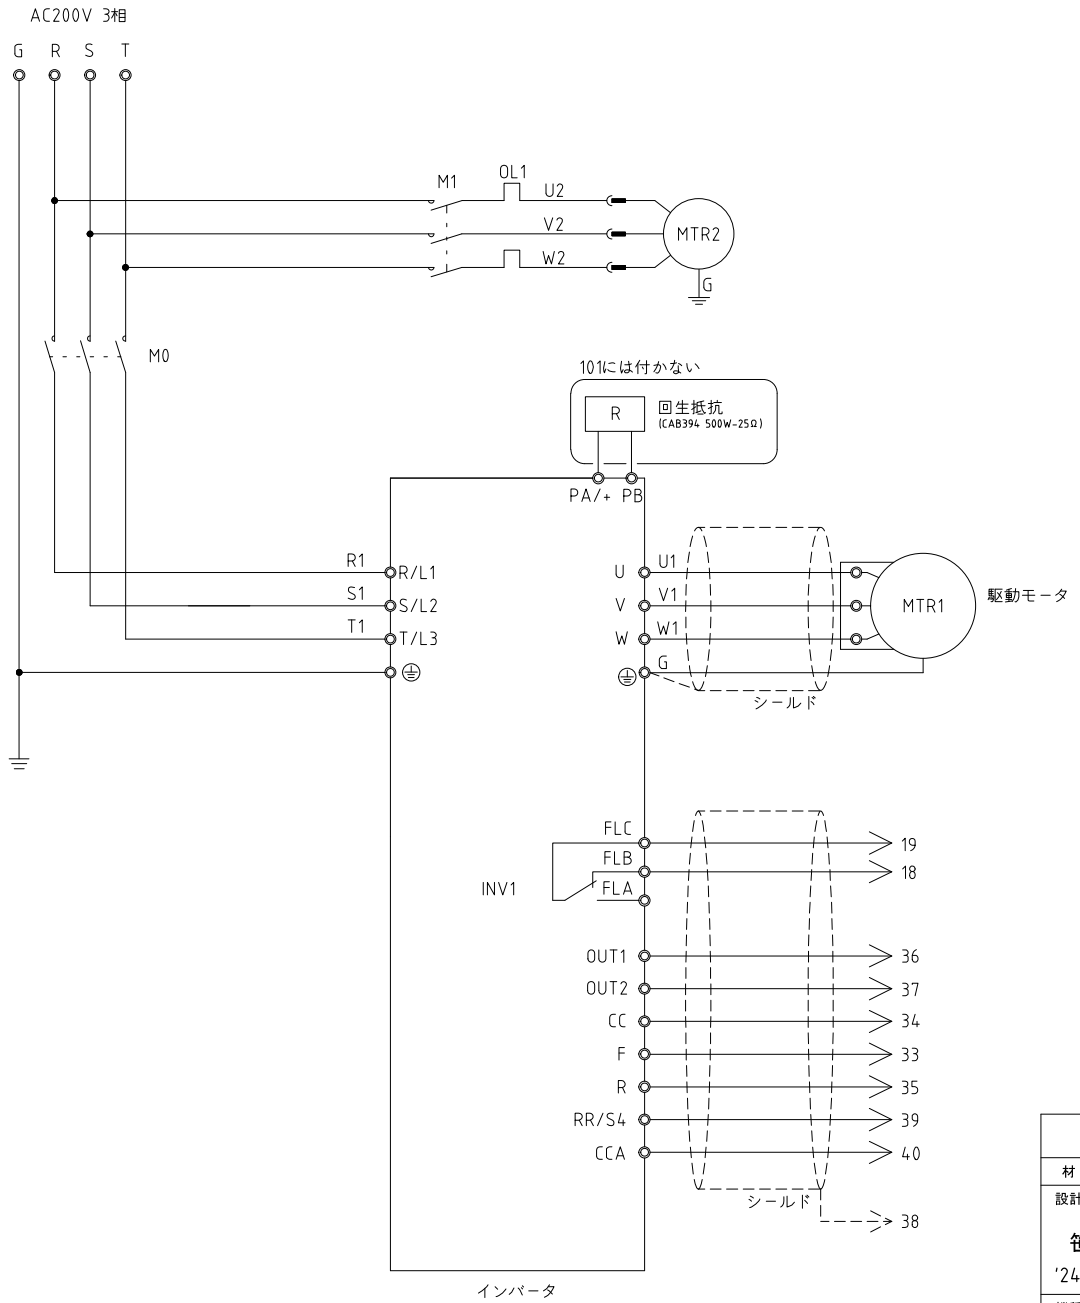 AC200V 3相
G R S T
M1
OL1
U2
V2
W2
MTR2
G
M0
101には付かない
R
回生抵抗
(CAB394 500W-25Ω)
PA/+ PB
R1
R/L1
S1
S/L2
T1
T/L3
U
U1
V
V1
W
W1
G
MTR1
駆動モータ
シールド
FLC
19
FLB
18
INV1
FLA
OUT1
36
OUT2
37
CC
34
F
33
R
35
RR/S4
39
CCA
40
シールド
38
インバータ
材
設計
'24